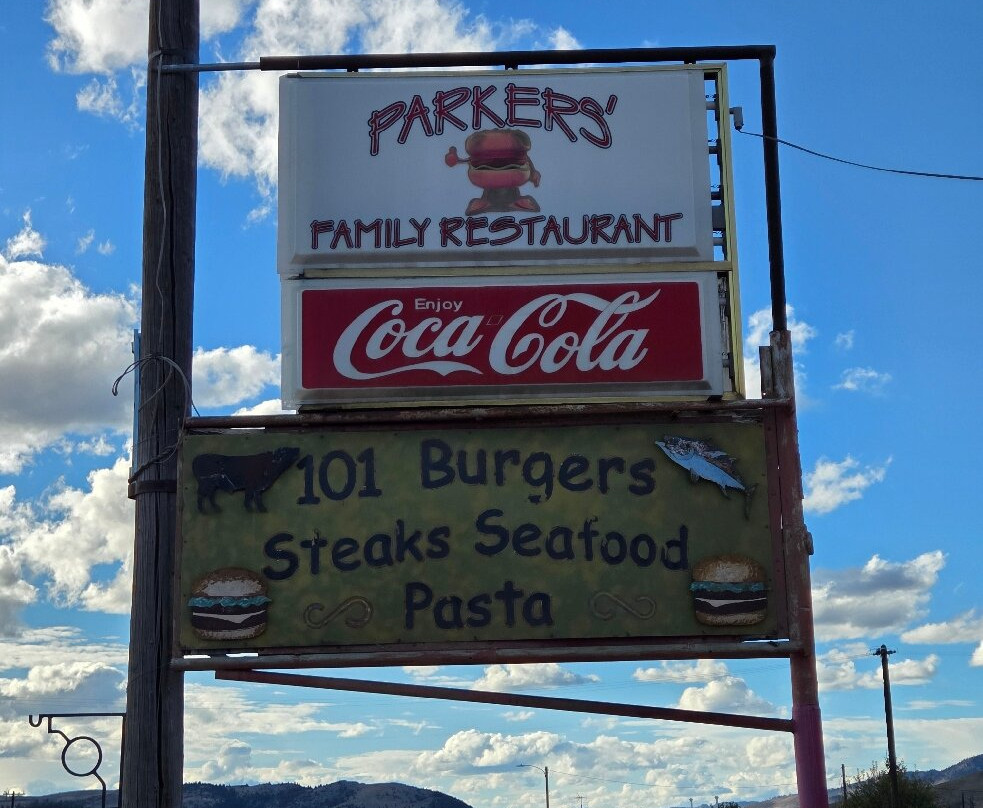 PARKERS'
FAMILY RESTAURANT
Enjoy
Coca-Cola
101 Burgers
Steaks Seafood
Pasta